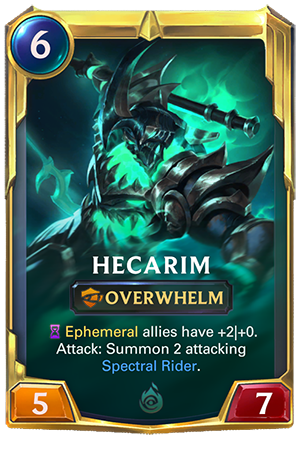 6
HECARIM
OVERWHELM
Ephemeral allies have +2|+0.
Attack: Summon 2 attacking
Spectral Rider.
5
7